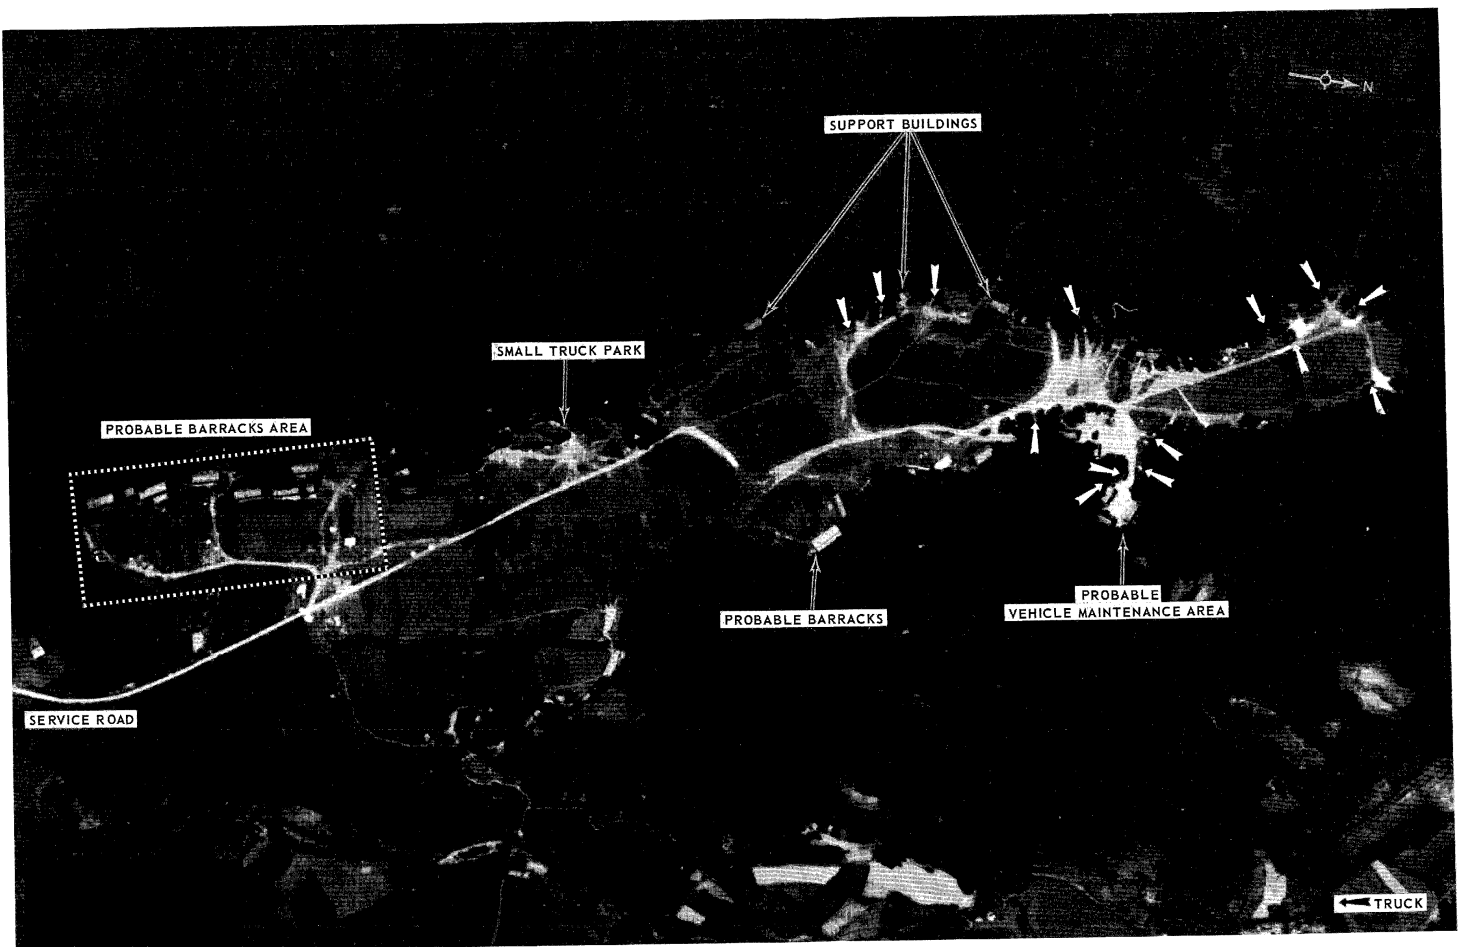 N
SUPPORT BUILDINGS
SMALL TRUCK PARK
PROBABLE BARRACKS AREA
PROBABLE
VEHICLE MAINTENANCE AREA
PROBABLE BARRACKS
SERVICE ROAD
TRUCK